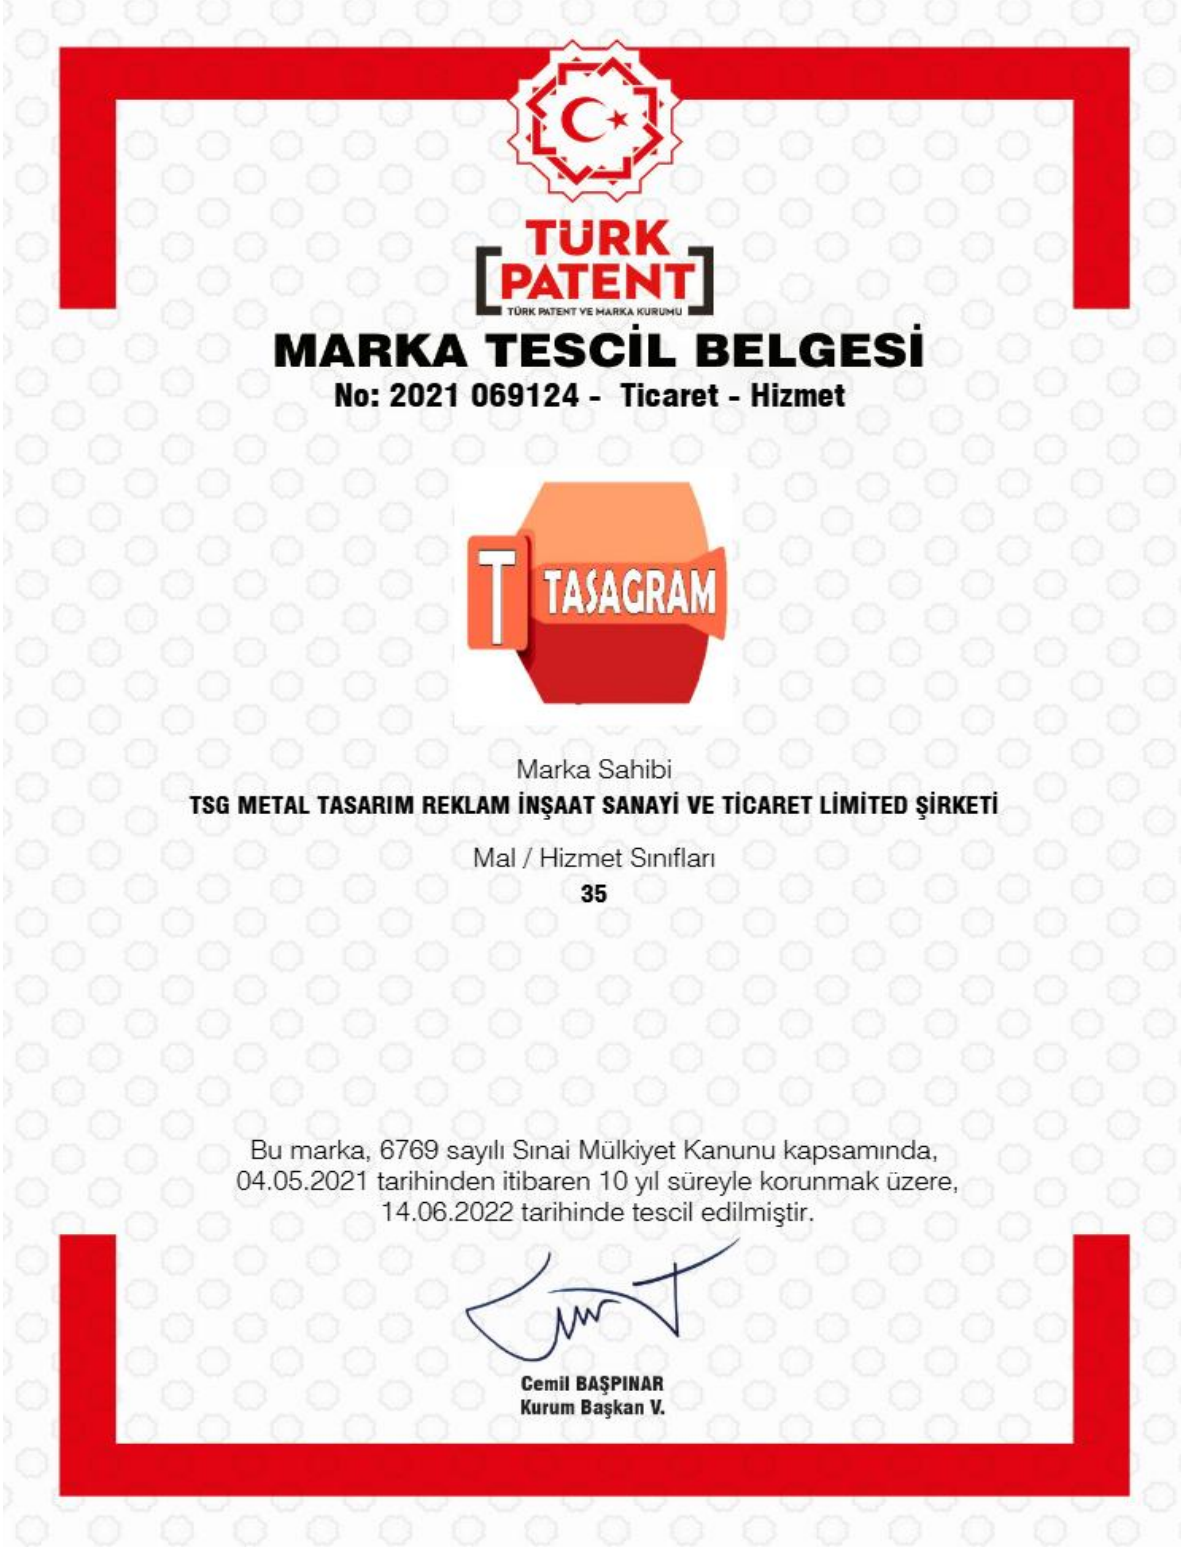 TÜRK
PATENT
TÜRK PATENT VE MARKA KURUMU
MARKA TESCİL BELGESİ
No: 2021 069124 - Ticaret - Hizmet
T TASAGRAM
Marka Sahibi
TSG METAL TASARIM REKLAM İNŞAAT SANAYİ VE TİCARET LİMİTED ŞİRKETİ
Mal / Hizmet Sınıfları
35
Bu marka, 6769 sayılı Sınai Mülkiyet Kanunu kapsamında,
04.05.2021 tarihinden itibaren 10 yıl süreyle korunmak üzere,
14.06.2022 tarihinde tescil edilmiştir.
Cemil BAŞPINAR
Kurum Başkan V.